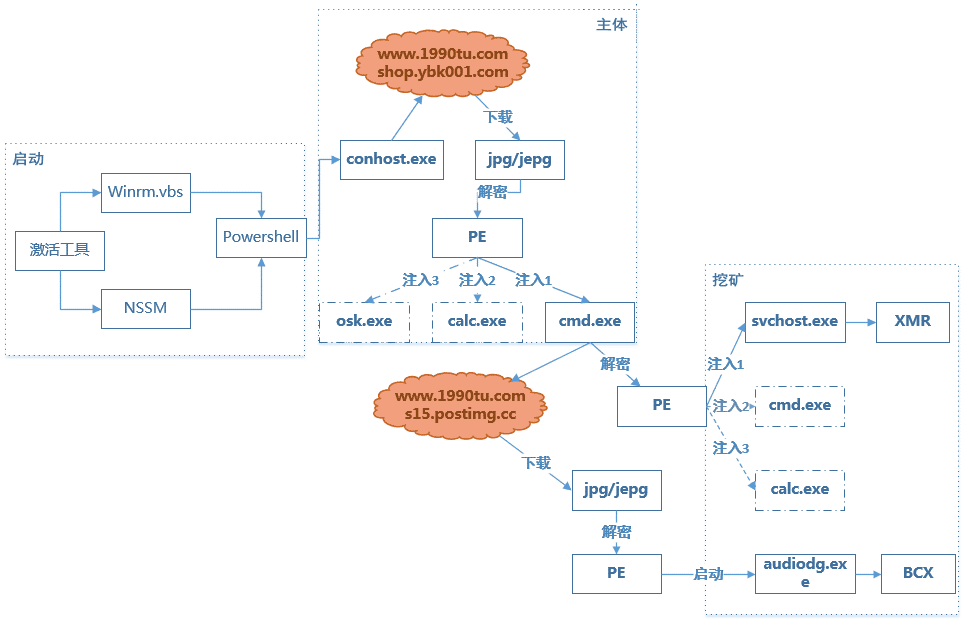 主体
www.1990tu.com
shop.ybk001.com
下载
conhost.exe
jpg/jepg
解密
PE
注入3
注入2
注入1
osk.exe
calc.exe
cmd.exe
启动
Winrm.vbs
激活工具
Powershell
NSSM
解密
PE
www.1990tu.com
s15.postimg.cc
下载
jpg/jepg
解密
PE
启动
挖矿
svchost.exe
XMR
注入1
注入2
cmd.exe
注入3
calc.exe
audiodg.ex
e
BCX